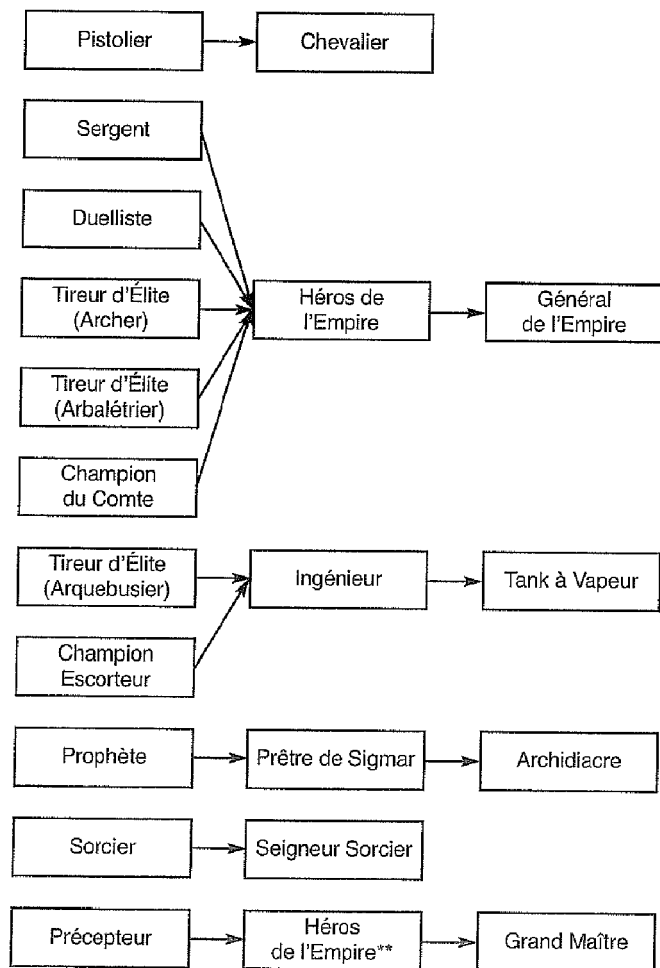 Pistolier
Chevalier
Sergent
Duelliste
Tireur d'Élite
(Archer)
Héros de
l'Empire
Général
de l'Empire
Tireur d'Élite
(Arbalétrier)
Champion
du Comte
Tireur d'Élite
(Arquebusier)
Ingénieur
Tank à Vapeur
Champion
Escorteur
Prophète
Prêtre de Sigmar
Archidiacre
Sorcier
Seigneur Sorcier
Précepteur
Héros
de l'Empire**
Grand Maître